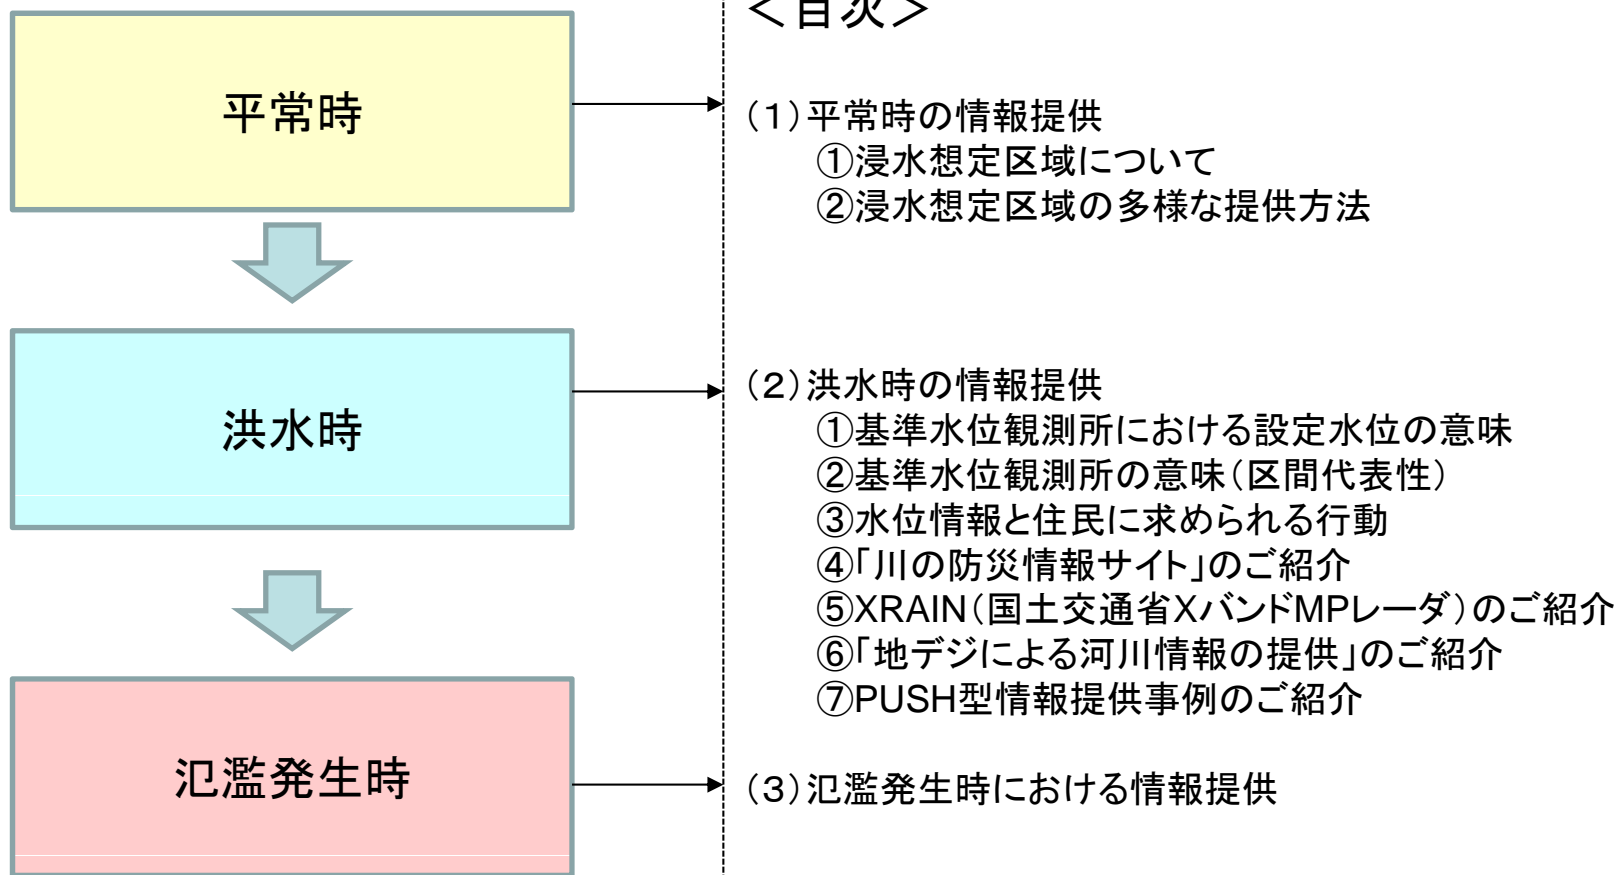 ＜目次＞
平常時
（１）平常時の情報提供
①浸水想定区域について
②浸水想定区域の多様な提供方法
洪水時
（２）洪水時の情報提供
①基準水位観測所における設定水位の意味
②基準水位観測所の意味（区間代表性）
③水位情報と住民に求められる行動
④「川の防災情報サイト」のご紹介
⑤XRAIN（国土交通省XバンドMPレーダ）のご紹介
⑥「地デジによる河川情報の提供」のご紹介
⑦PUSH型情報提供事例のご紹介
氾濫発生時
（３）氾濫発生時における情報提供